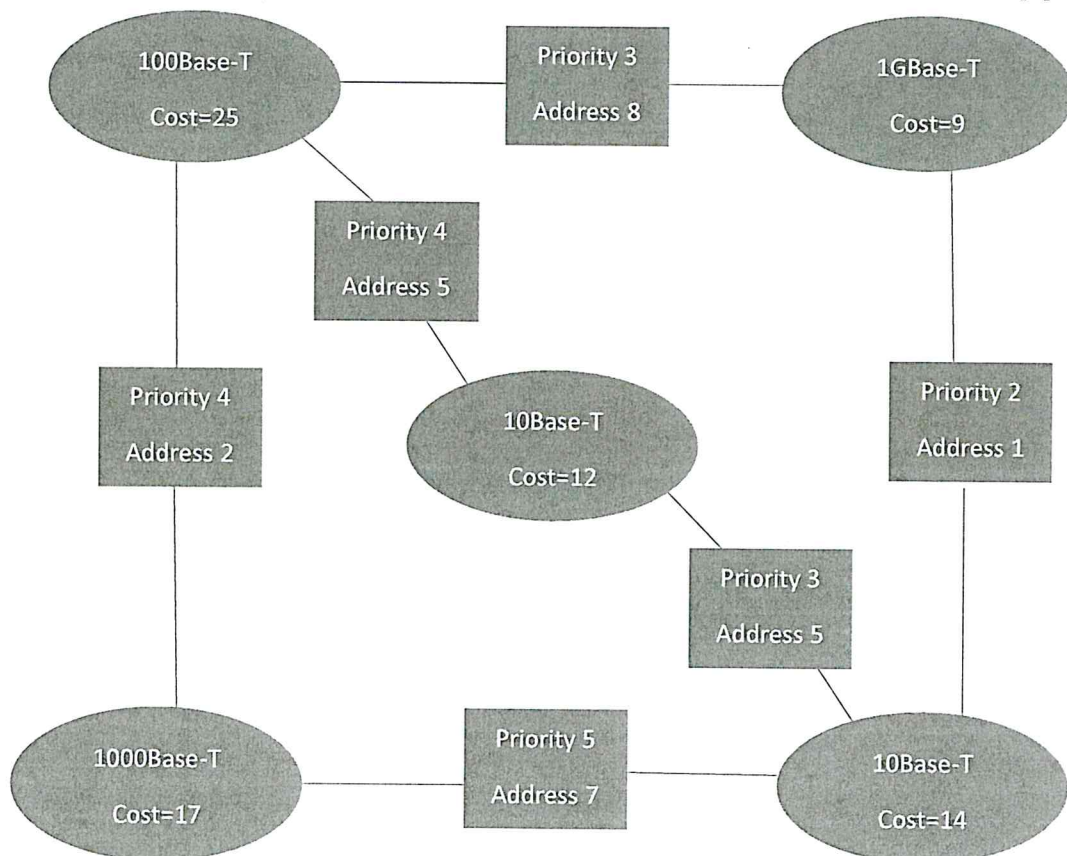 100Base-T
Cost=25
Priority 3
Address 8
1GBase-T
Cost=9
Priority 4
Address 5
Priority 4
Address 2
10Base-T
Cost=12
Priority 2
Address 1
Priority 3
Address 5
1000Base-T
Cost=17
Priority 5
Address 7
10Base-T
Cost=14